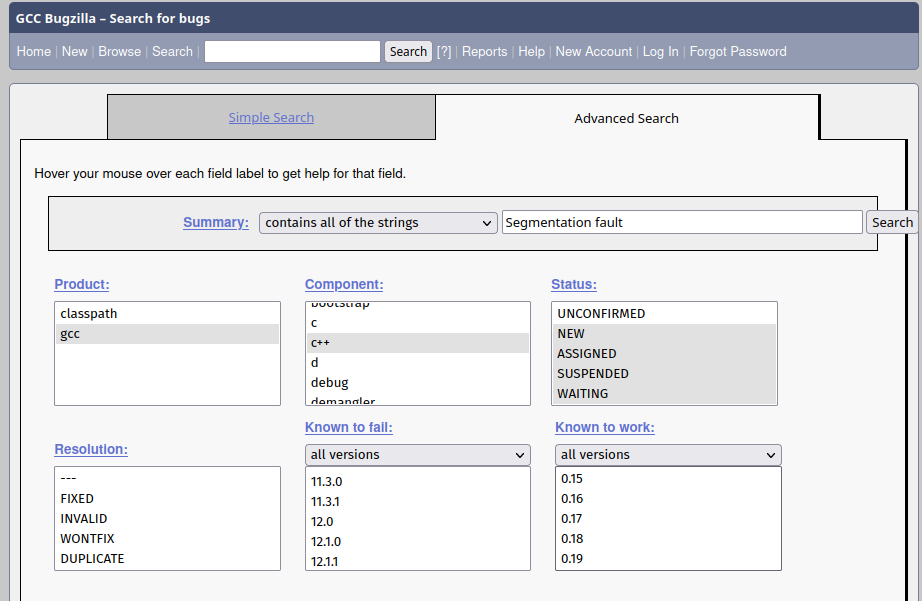 GCC Bugzilla – Search for bugs
Home | New | Browse | Search | Search [?] | Reports | Help | New Account | Log In | Forgot Password
Simple Search
Advanced Search
Hover your mouse over each field label to get help for that field.
Summary: contains all of the strings Segmentation fault Search
Product:
classpath
gcc
Component:
bootstrap
c
c++
d
debug
demangler
Status:
UNCONFIRMED
NEW
ASSIGNED
SUSPENDED
WAITING
Resolution:
---
FIXED
INVALID
WONTFIX
DUPLICATE
Known to fail:
all versions
11.3.0
11.3.1
12.0
12.1.0
12.1.1
Known to work:
all versions
0.15
0.16
0.17
0.18
0.19